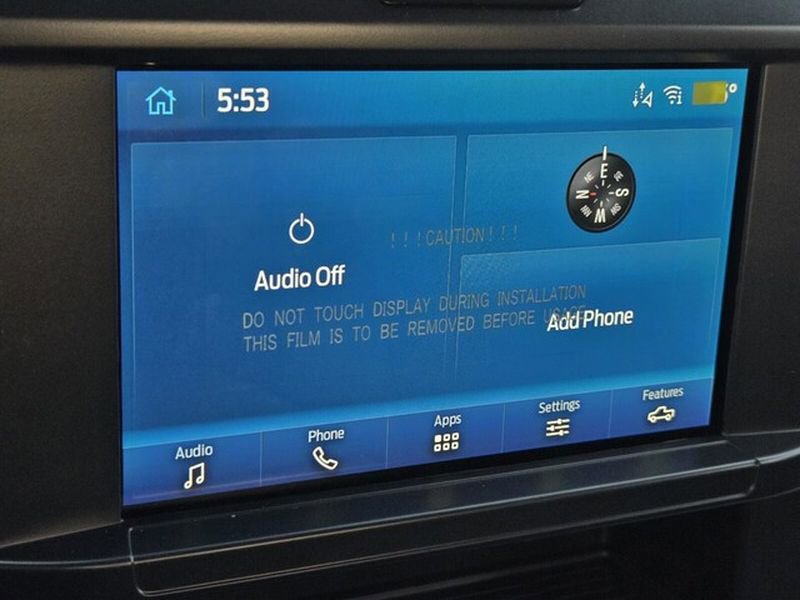 5:53
E
N
S
W
! ! ! CAUTION ! ! !
Audio Off
DO NOT TOUCH DISPLAY DURING INSTALLATION
THIS FILM IS TO BE REMOVED BEFORE USAGE
Add Phone
Audio
Phone
Apps
Settings
Features